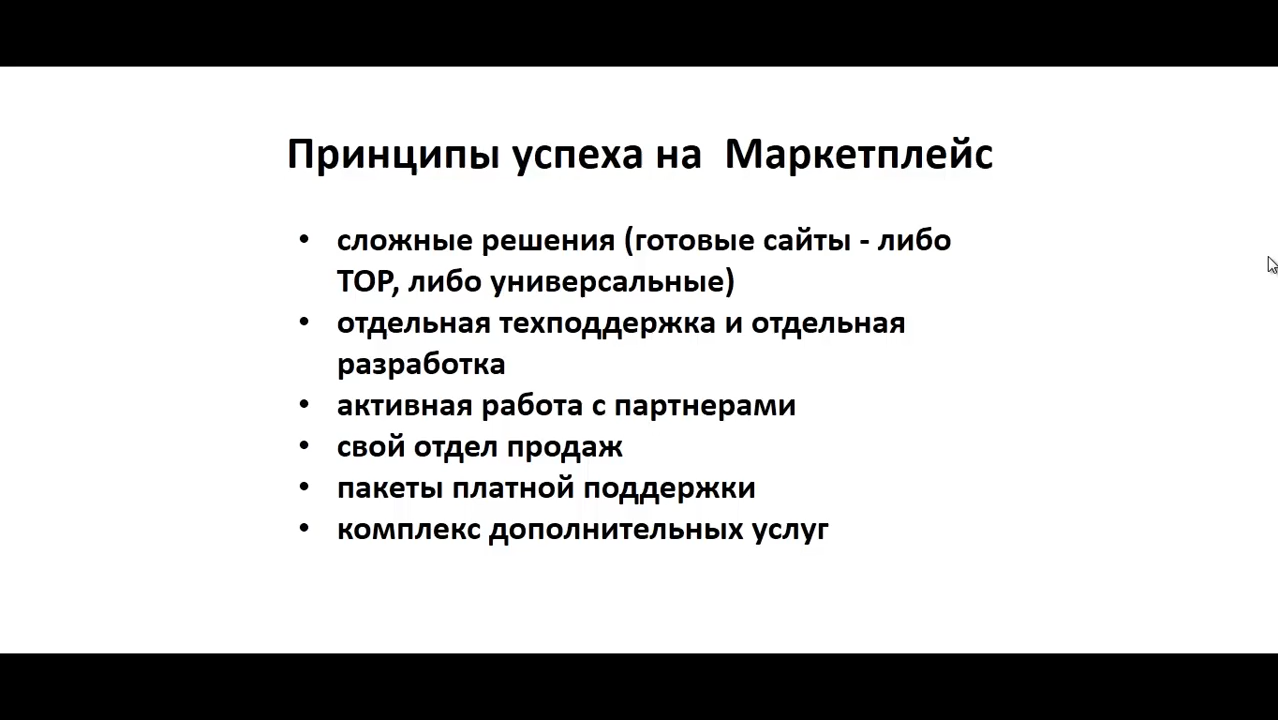 Принципы успеха на Маркетплейс
• сложные решения (готовые сайты - либо
TOP, либо универсальные)
• отдельная техподдержка и отдельная
разработка
• активная работа с партнерами
• свой отдел продаж
• пакеты платной поддержки
• комплекс дополнительных услуг